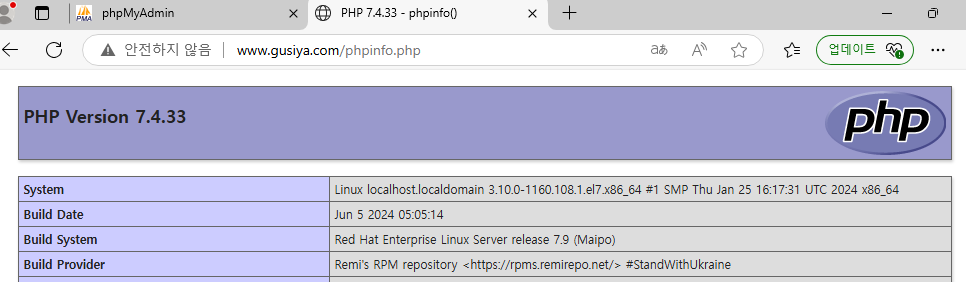 phpMyAdmin
PHP 7.4.33 - phpinfo()
안전하지 않음 www.gusiya.com/phpinfo.php 업데이트
PHP Version 7.4.33
php
System Linux localhost.localdomain 3.10.0-1160.108.1.el7.x86_64 #1 SMP Thu Jan 25 16:17:31 UTC 2024 x86_64
Build Date Jun 5 2024 05:05:14
Build System Red Hat Enterprise Linux Server release 7.9 (Maipo)
Build Provider Remi's RPM repository <https://rpms.remirepo.net/> #StandWithUkraine